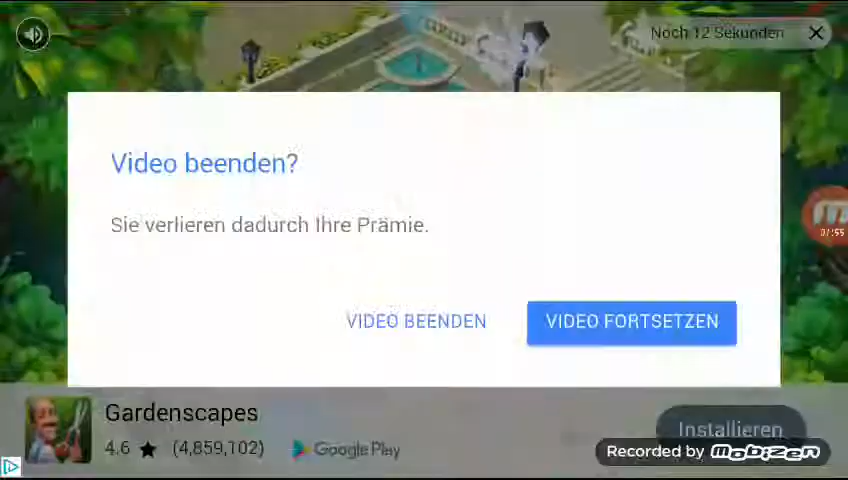 Noch 12 Sekunden
Video beenden?
Sie verlieren dadurch Ihre Prämie.
VIDEO BEENDEN
VIDEO FORTSETZEN
Gardenscapes
4.6 ★ (4,859,102) Google Play
Installieren
Recorded by Mobizen